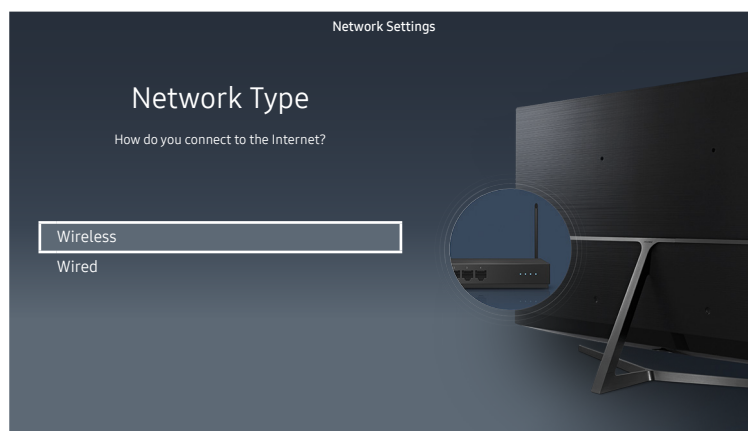 Network Settings
Network Type
How do you connect to the Internet?
Wireless
Wired